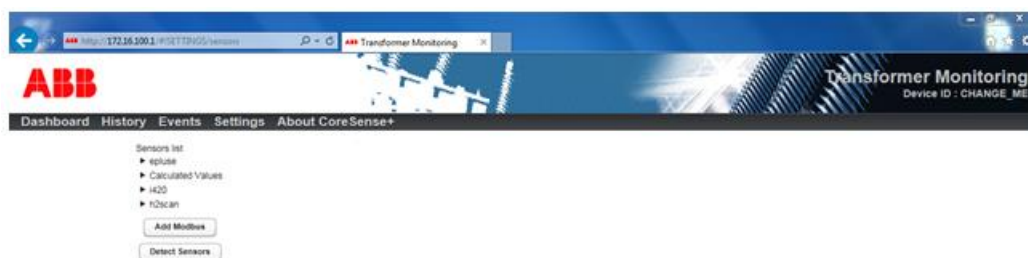 http://172.16.100.1/#!SETTINGS/sensors
ABB Transformer Monitoring
ABB
Transformer Monitoring
Device ID : CHANGE_ME
Dashboard History Events Settings About CoreSense+
Sensors list
epluse
Calculated Values
i420
h2scan
Add Modbus
Detect Sensors